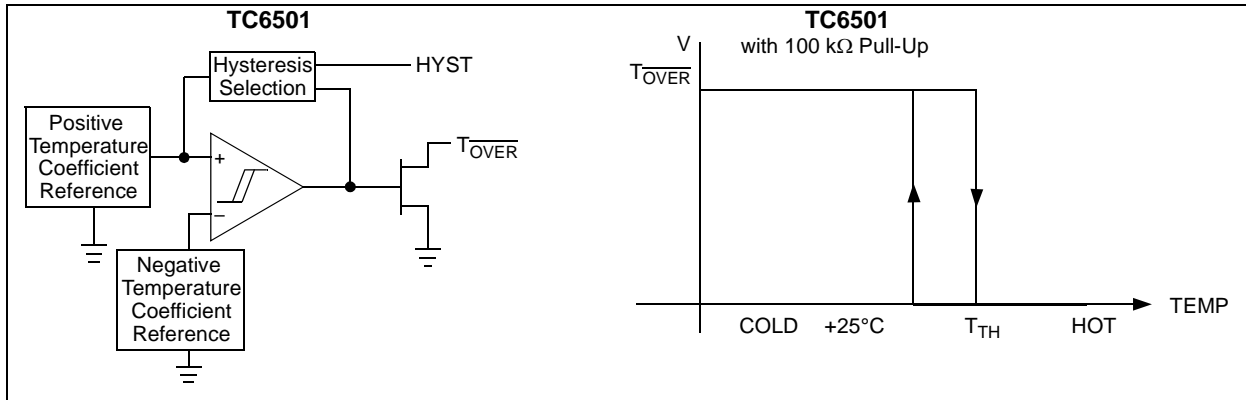 TC6501
Hysteresis
Selection
HYST
Positive
Temperature
Coefficient
Reference
+
−
TOVER
Negative
Temperature
Coefficient
Reference
TC6501
with 100 kΩ Pull-Up
V
TOVER
COLD
+25°C
TTH
HOT
TEMP